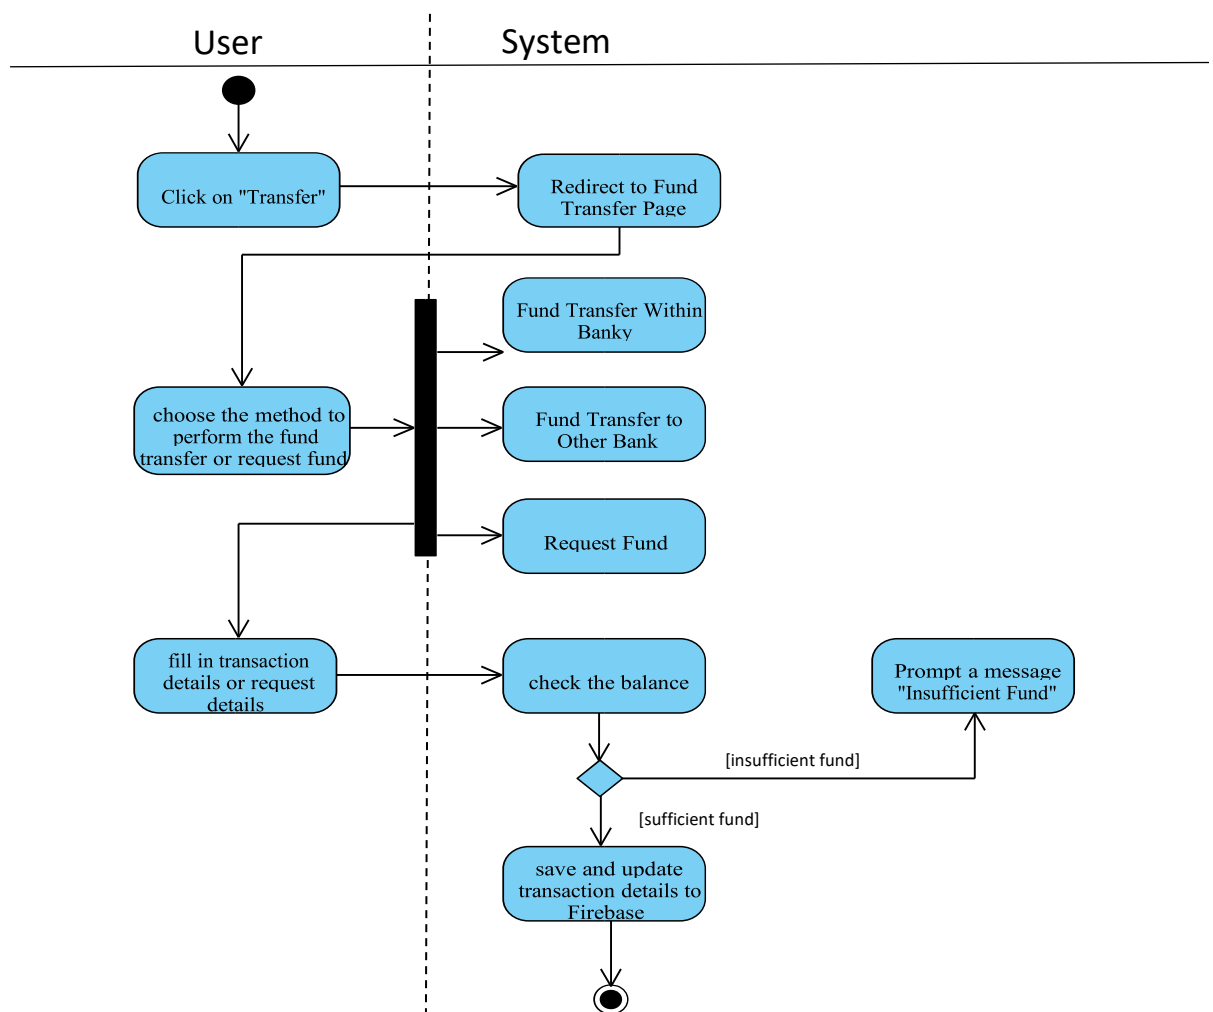 User
System
Click on "Transfer"
Redirect to Fund
Transfer Page
Fund Transfer Within
Banky
choose the method to
perform the fund
transfer or request fund
Fund Transfer to
Other Bank
Request Fund
fill in transaction
details or request
details
check the balance
Prompt a message
"Insufficient Fund"
[insufficient fund]
[sufficient fund]
save and update
transaction details to
Firebase